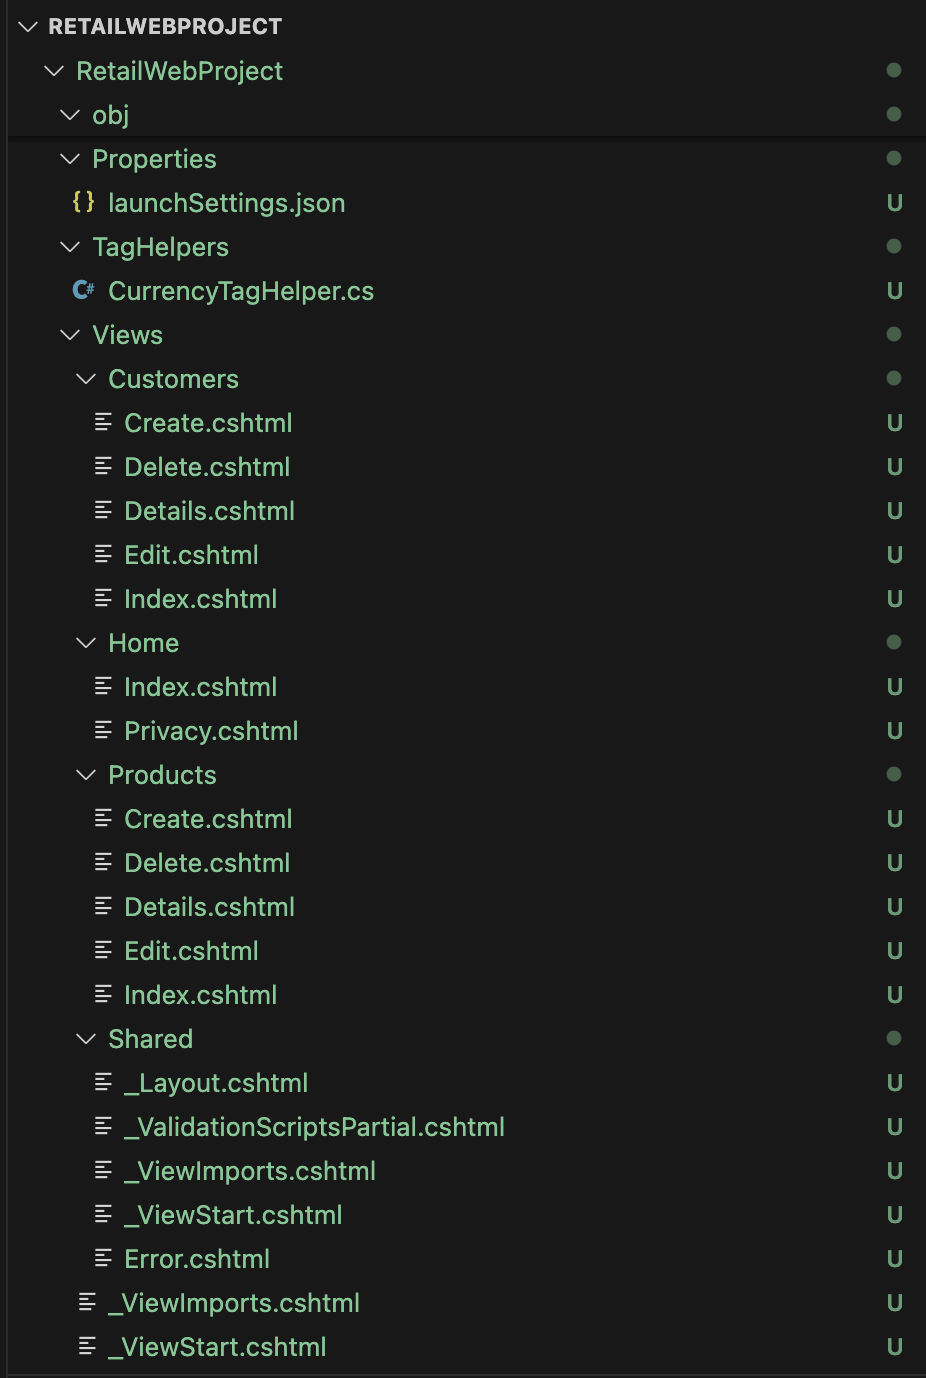 RETAILWEBPROJECT
RetailWebProject
obj
Properties
{} launchSettings.json U
TagHelpers
C# CurrencyTagHelper.cs U
Views
Customers
Create.cshtml U
Delete.cshtml U
Details.cshtml U
Edit.cshtml U
Index.cshtml U
Home
Index.cshtml U
Privacy.cshtml U
Products
Create.cshtml U
Delete.cshtml U
Details.cshtml U
Edit.cshtml U
Index.cshtml U
Shared
_Layout.cshtml U
_ValidationScriptsPartial.cshtml U
_ViewImports.cshtml U
_ViewStart.cshtml U
Error.cshtml U
_ViewImports.cshtml U
_ViewStart.cshtml U